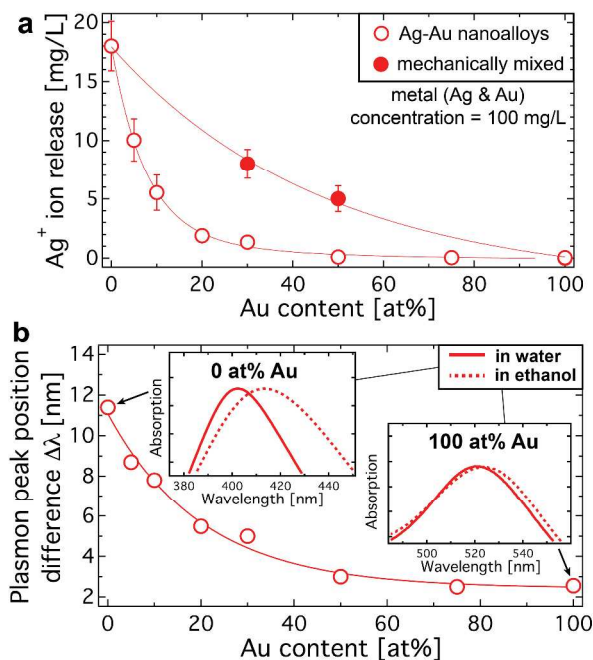 a
Ag+ ion release [mg/L]
20
15
10
5
0
Ag-Au nanoalloys
mechanically mixed
metal (Ag & Au)
concentration = 100 mg/L
0 20 40 60 80 100
Au content [at%]
b
Plasmon peak position
difference Δλ [nm]
14
12
10
8
6
4
2
0 at% Au
Absorption
380 400 420 440
Wavelength [nm]
in water
in ethanol
100 at% Au
Absorption
500 520 540
Wavelength [nm]
0 20 40 60 80 100
Au content [at%]